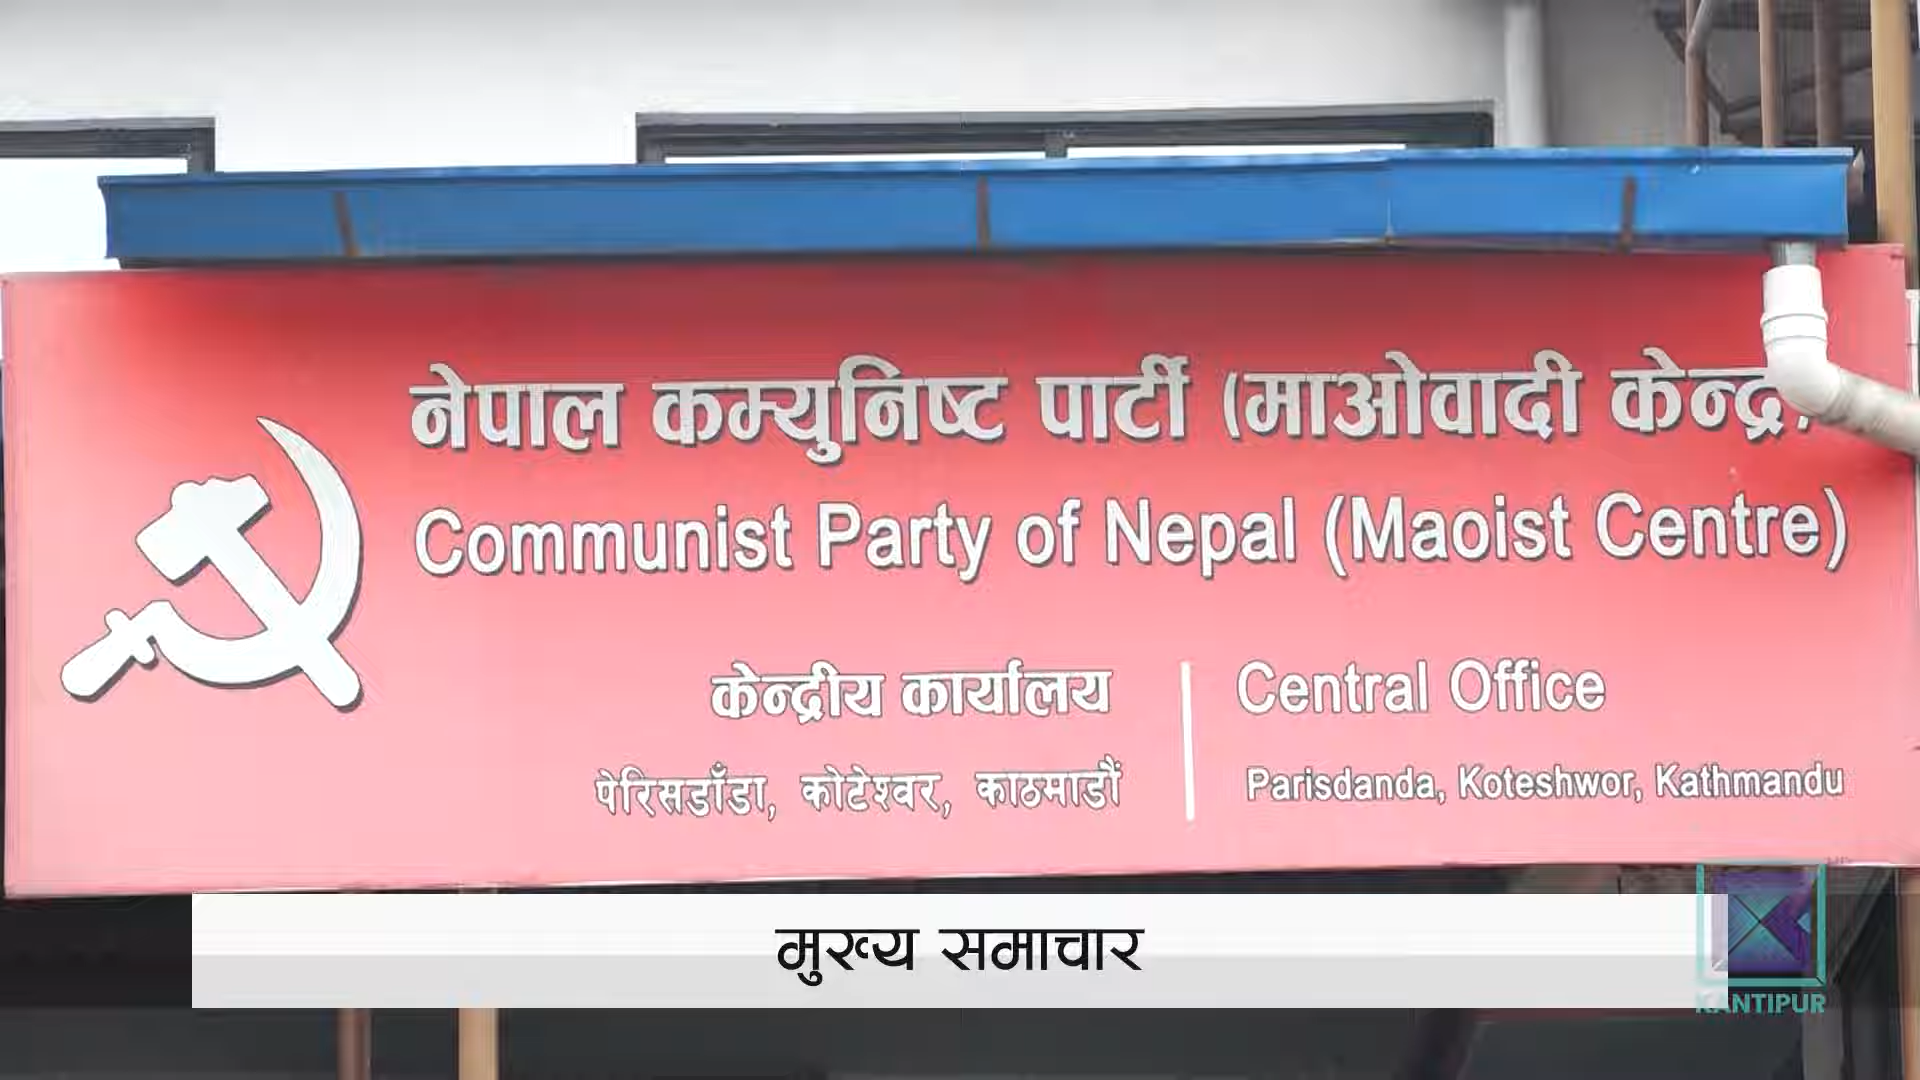 नेपाल कम्युनिष्ट पार्टी (माओवादी केन्द्र)
Communist Party of Nepal (Maoist Centre)
केन्द्रीय कार्यालय
पेरिसडाँडा, कोटेश्वर, काठमाडौं
Central Office
Parisdanda, Koteshwor, Kathmandu
मुख्य समाचार
KANTIPUR